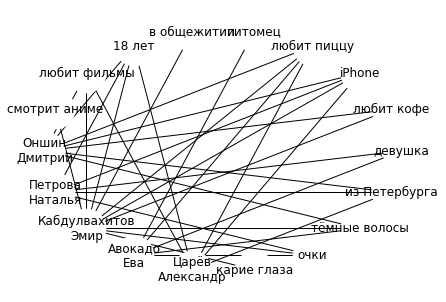 в общежитии
питомец
18 лет
любит пиццу
любит фильмы
iPhone
смотрит аниме
любит кофе
Оншин
Дмитрий
девушка
Петрова
Наталья
из Петербурга
Кабдулвахитов
Эмир
темные волосы
Авокадо
Ева
очки
Царёв
Александр
карие глаза